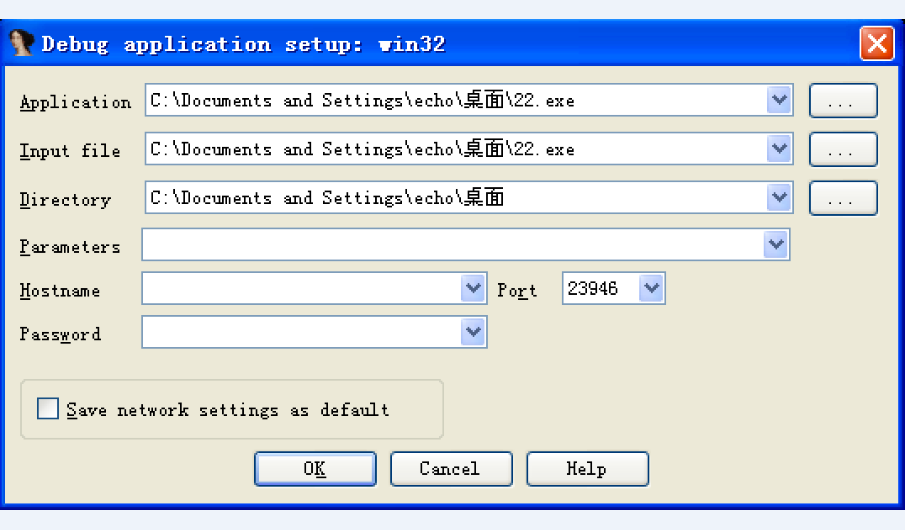 Debug application setup: win32
Application C:\Documents and Settings\echo\桌面\22.exe ...
Input file C:\Documents and Settings\echo\桌面\22.exe ...
Directory C:\Documents and Settings\echo\桌面 ...
Parameters
Hostname Port 23946
Password
Save network settings as default
OK Cancel Help